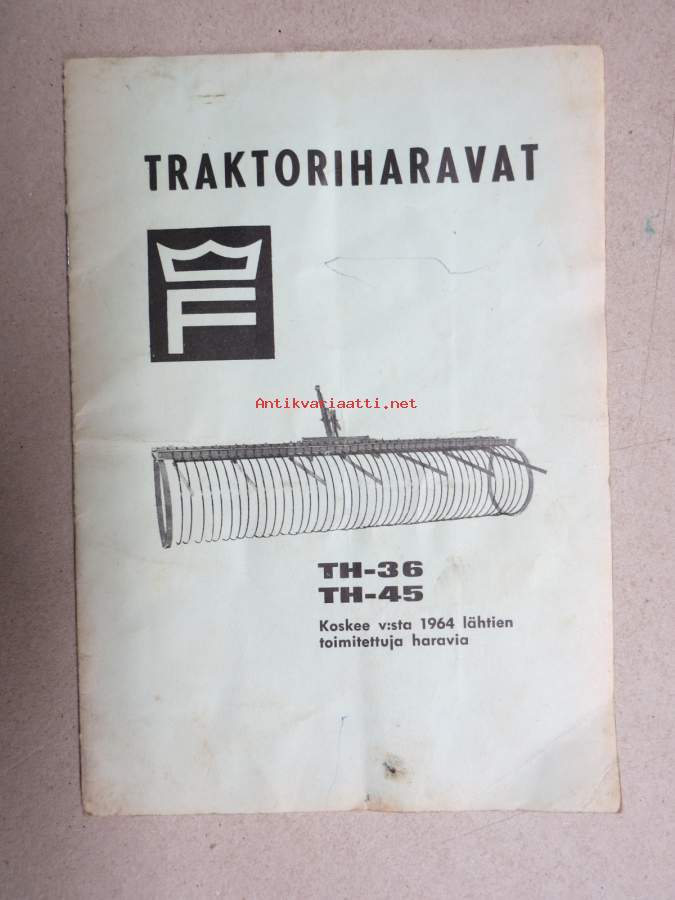 TRAKTORIHARAVAT
F
Antikvariaatti.net
TH-36
TH-45
Koskee v:sta 1964 lähtien
toimitettuja haravia